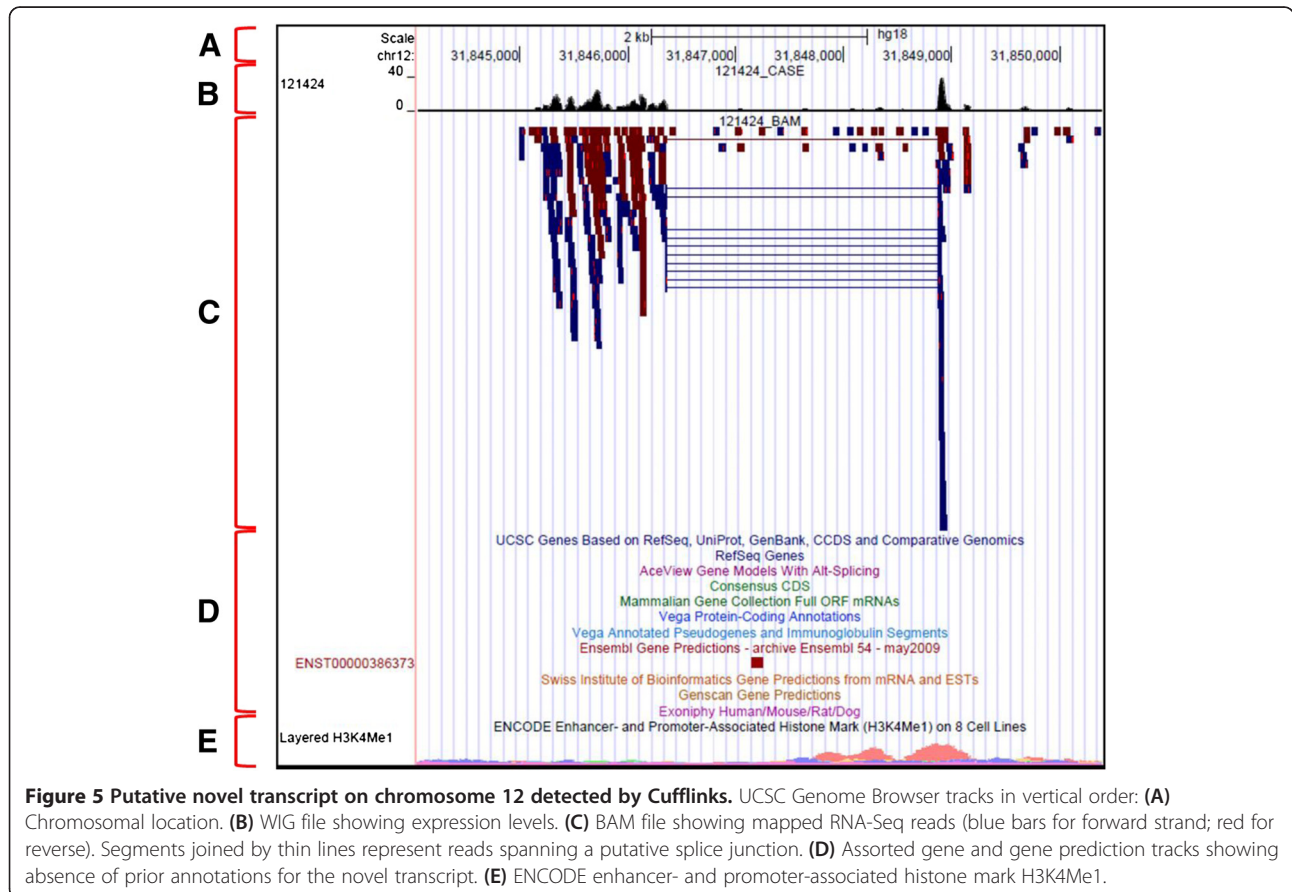 A
Scale
2 kb
hg18
chr12:
31,845,000
31,846,000
31,847,000
31,848,000
31,849,000
31,850,000
B
121424
40
121424_CASE
0
C
121424_BAM
D
UCSC Genes Based on RefSeq, UniProt, GenBank, CCDS and Comparative Genomics
RefSeq Genes
AceView Gene Models With Alt-Splicing
Consensus CDS
Mammalian Gene Collection Full ORF mRNAs
Vega Protein-Coding Annotations
Vega Annotated Pseudogenes and Immunoglobulin Segments
Ensembl Gene Predictions - archive Ensembl 54 - may2009
ENST00000386373
Swiss Institute of Bioinformatics Gene Predictions from mRNA and ESTs
Genscan Gene Predictions
Exoniphy Human/Mouse/Rat/Dog
E
ENCODE Enhancer- and Promoter-Associated Histone Mark (H3K4Me1) on 8 Cell Lines
Layered H3K4Me1
Figure 5 Putative novel transcript on chromosome 12 detected by Cufflinks. UCSC Genome Browser tracks in vertical order: (A)
Chromosomal location. (B) WIG file showing expression levels. (C) BAM file showing mapped RNA-Seq reads (blue bars for forward strand; red for
reverse). Segments joined by thin lines represent reads spanning a putative splice junction. (D) Assorted gene and gene prediction tracks showing
absence of prior annotations for the novel transcript. (E) ENCODE enhancer- and promoter-associated histone mark H3K4Me1.